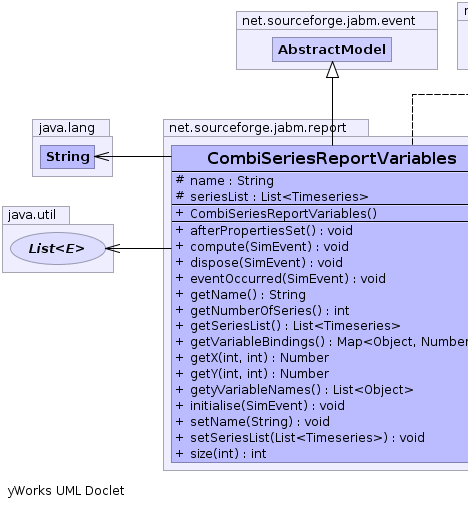 net.sourceforge.jabm.event
AbstractModel
java.lang
String
net.sourceforge.jabm.report
CombiSeriesReportVariables
# name : String
# seriesList : List<Timeseries>
+ CombiSeriesReportVariables()
+ afterPropertiesSet() : void
+ compute(SimEvent) : void
+ dispose(SimEvent) : void
+ eventOccurred(SimEvent) : void
+ getName() : String
+ getNumberOfSeries() : int
+ getSeriesList() : List<Timeseries>
+ getVariableBindings() : Map<Object, Number
+ getX(int, int) : Number
+ getY(int, int) : Number
+ getyVariableNames() : List<Object>
+ initialise(SimEvent) : void
+ setName(String) : void
+ setSeriesList(List<Timeseries>) : void
+ size(int) : int
java.util
List<E>
yWorks UML Doclet